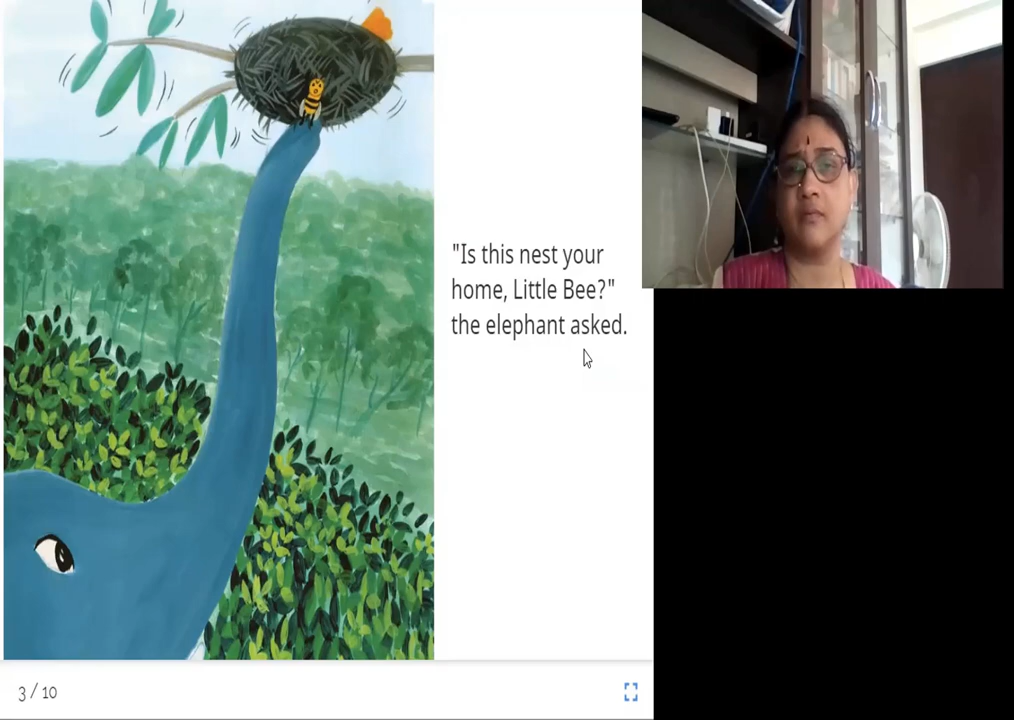 "Is this nest your
home, Little Bee?"
the elephant asked.
3 / 10